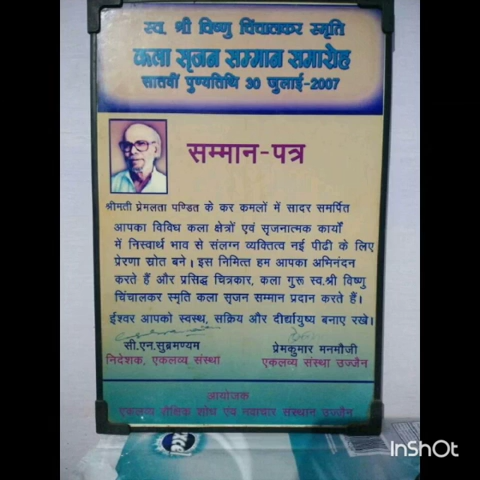 स्व. श्री विष्णु चिंचालकर स्मृति
कला सृजन सम्मान समारोह
सातवीं पुण्यतिथि 30 जुलाई-2007
सम्मान-पत्र
श्रीमती प्रेमलता पण्डित के कर कमलों में सादर समर्पित
आपका विविध कला क्षेत्रों एवं सृजनात्मक कार्यों
में निस्वार्थ भाव से संलग्न व्यक्तित्व नई पीढी के लिए
प्रेरणा स्रोत बने। इस निमित्त हम आपका अभिनंदन
करते हैं और प्रसिद्ध चित्रकार, कला गुरू स्व.श्री विष्णु
चिंचालकर स्मृति कला सृजन सम्मान प्रदान करते हैं।
ईश्वर आपको स्वस्थ, सक्रिय और दीर्घायुष्य बनाए रखे।
सी.एन.सुब्रमण्यम
प्रेमकुमार मनमौजी
निदेशक, एकलव्य संस्था
एकलव्य संस्था उज्जैन
आयोजक
एकलव्य शैक्षिक शोध एंव नवाचार संस्थान उज्जैन
InShOt